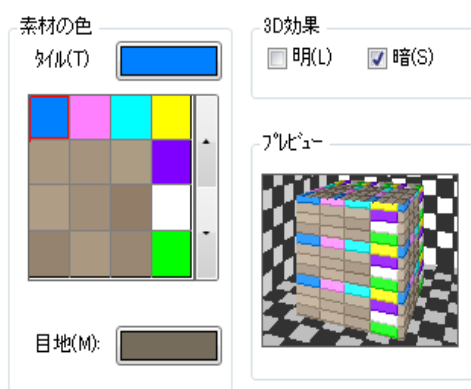 素材の色
ﾀｲﾙ(T)
目地(M):
3D効果
明(L)
暗(S)
ﾌﾟﾚﾋﾞｭｰ